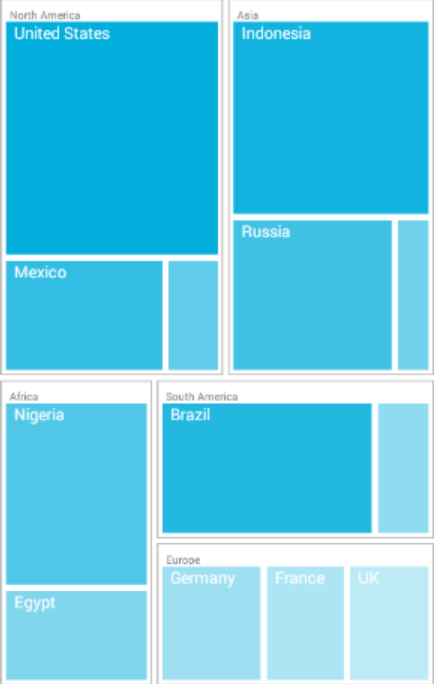 North America
United States
Mexico
Asia
Indonesia
Russia
Africa
Nigeria
Egypt
South America
Brazil
Europe
Germany
France
UK